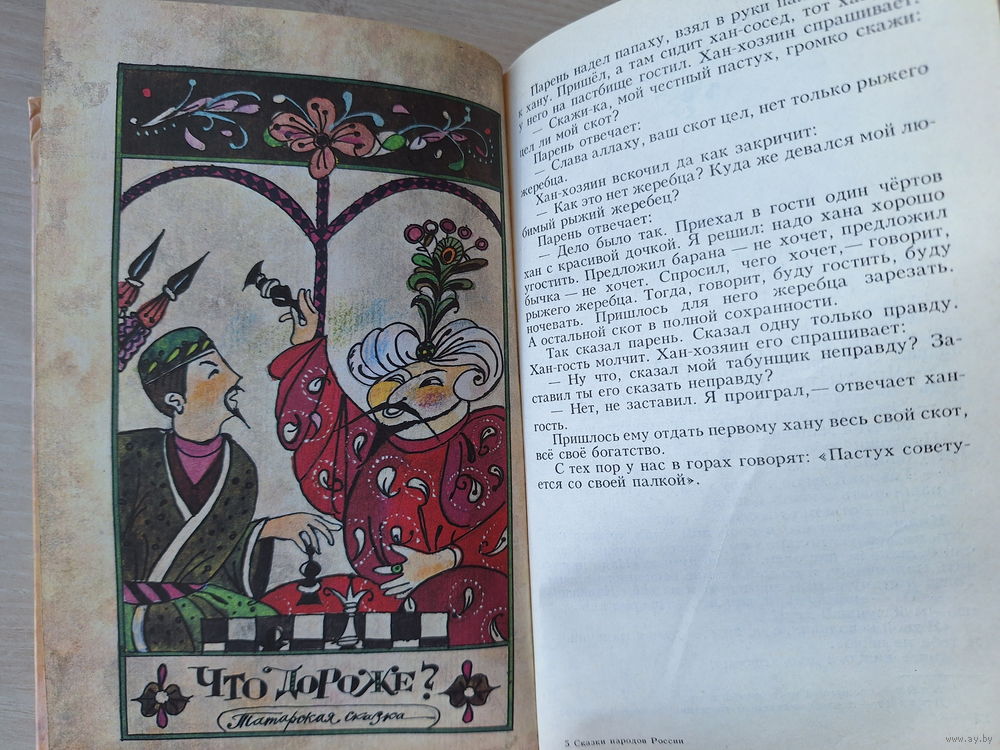 ЧТО ДОРОЖЕ?
Татарская сказка
Парень надел папаху, взял в руки
к хану. Пришёл, а там сидит хан-сосед, тот
у него на пастбище гостил. Хан-хозяин спрашивает:
— Скажи-ка, мой честный пастух, громко скажи:
цел ли мой скот?
Парень отвечает:
— Слава аллаху, ваш скот цел, нет только рыжего
жеребца.
Хан-хозяин вскочил да как закричит:
— Как это нет жеребца? Куда же девался мой лю-
бимый рыжий жеребец?
Парень отвечает:
— Дело было так. Приехал в гости один чёртов
хан с красивой дочкой. Я решил: надо хана хорошо
угостить. Предложил барана — не хочет, предложил
бычка — не хочет. Спросил, чего хочет,— говорит,
рыжего жеребца. Тогда, говорит, буду гостить, буду
ночевать. Пришлось для него жеребца зарезать.
А остальной скот в полной сохранности.
Так сказал парень. Сказал одну только правду.
Хан-гость молчит. Хан-хозяин его спрашивает:
— Ну что, сказал мой табунщик неправду? За-
ставил ты его сказать неправду?
— Нет, не заставил. Я проиграл,— отвечает хан-
гость.
Пришлось ему отдать первому хану весь свой скот,
всё своё богатство.
С тех пор у нас в горах говорят: «Пастух совету-
ется со своей палкой».
5 Сказки народов России
www.ay.by